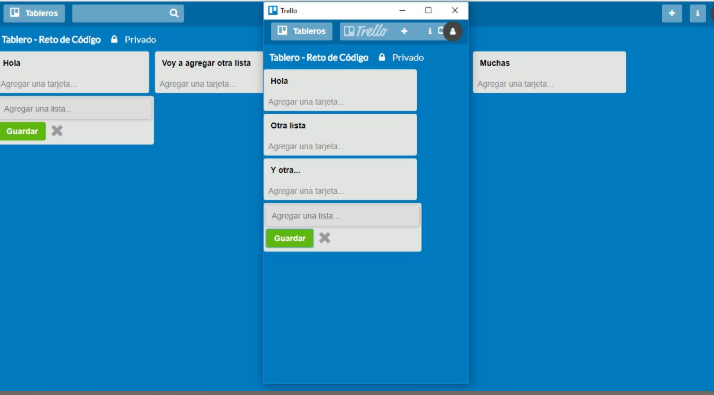 Tableros
Tablero - Reto de Código Privado
Hola
Agregar una tarjeta...
Voy a agregar otra lista
Agregar una tarjeta...
Agregar una lista...
Guardar
Trello
Tableros
Trello
Tablero - Reto de Código Privado
Hola
Agregar una tarjeta...
Otra lista
Agregar una tarjeta...
Y otra...
Agregar una tarjeta...
Agregar una lista...
Guardar
Muchas
Agregar una tarjeta...